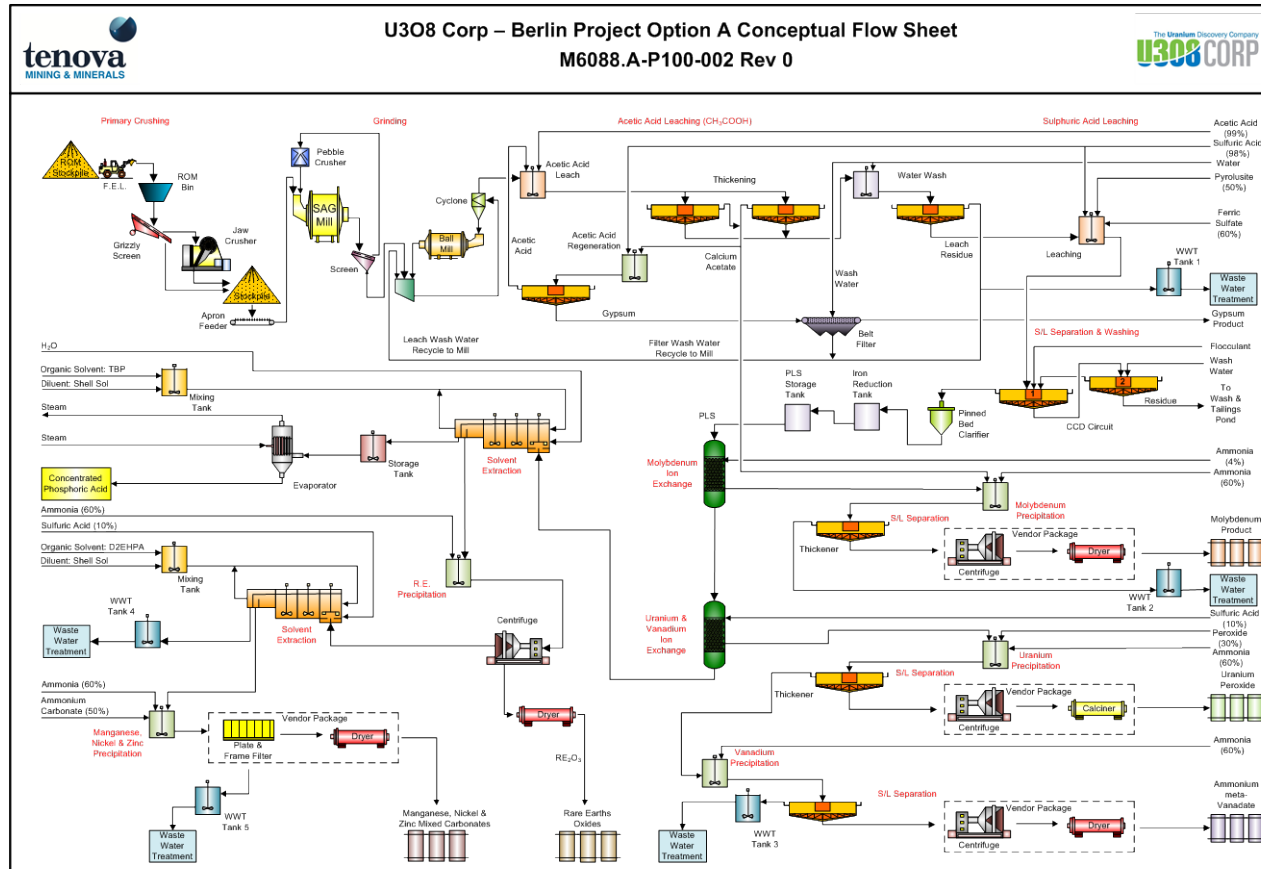 tenova
MINING & MINERALS
U3O8 Corp – Berlin Project Option A Conceptual Flow Sheet
M6088.A-P100-002 Rev 0
The Uranium Discovery Company
U3O8 CORP
Primary Crushing
Grinding
Acetic Acid Leaching (CH₃COOH)
Sulphuric Acid Leaching
Acetic Acid
(99%)
Sulfuric Acid
(98%)
Water
Pyrolusite
(50%)
Ferric
Sulfate
(60%)
ROM
Stockpile
F.E.L.
ROM
Bin
Grizzly
Screen
Jaw
Crusher
Stockpile
Apron
Feeder
Pebble
Crusher
SAG
Mill
Screen
Ball
Mill
Cyclone
Acetic Acid
Leach
Thickening
Water Wash
Acetic
Acid
Acetic Acid
Regeneration
Calcium
Acetate
Leach
Residue
Leaching
WWT
Tank 1
Waste
Water
Treatment
Gypsum
Wash
Water
Belt
Filter
Gypsum
Product
Leach Wash Water
Recycle to Mill
Filter Wash Water
Recycle to Mill
S/L Separation & Washing
Flocculant
Wash
Water
To
Wash &
Tailings
Pond
1
2
Residue
CCD Circuit
Pinned
Bed
Clarifier
Iron
Reduction
Tank
PLS
Storage
Tank
PLS
H₂O
Organic Solvent: TBP
Diluent: Shell Sol
Mixing
Tank
Steam
Steam
Evaporator
Storage
Tank
Solvent
Extraction
Concentrated
Phosphoric Acid
Molybdenum
Ion
Exchange
Ammonia
(4%)
Ammonia
(60%)
Molybdenum
Precipitation
S/L Separation
Thickener
Vendor Package
Centrifuge
Dryer
Molybdenum
Product
WWT
Tank 2
Waste
Water
Treatment
Ammonia (60%)
Sulfuric Acid (10%)
Organic Solvent: D2EHPA
Diluent: Shell Sol
Mixing
Tank
R.E.
Precipitation
WWT
Tank 4
Waste
Water
Treatment
Solvent
Extraction
Centrifuge
Uranium &
Vanadium
Ion
Exchange
Sulfuric Acid
(10%)
Peroxide
(30%)
Ammonia
(60%)
Uranium
Precipitation
S/L Separation
Thickener
Vendor Package
Centrifuge
Calciner
Uranium
Peroxide
Ammonia (60%)
Ammonium
Carbonate (50%)
Manganese,
Nickel & Zinc
Precipitation
Vendor Package
Plate &
Frame Filter
Dryer
Dryer
RE₂O₃
WWT
Tank 5
Waste
Water
Treatment
Manganese, Nickel &
Zinc Mixed Carbonates
Rare Earths
Oxides
Vanadium
Precipitation
Ammonia
(60%)
S/L Separation
WWT
Tank 3
Waste
Water
Treatment
Vendor Package
Centrifuge
Dryer
Ammonium
meta-
Vanadate